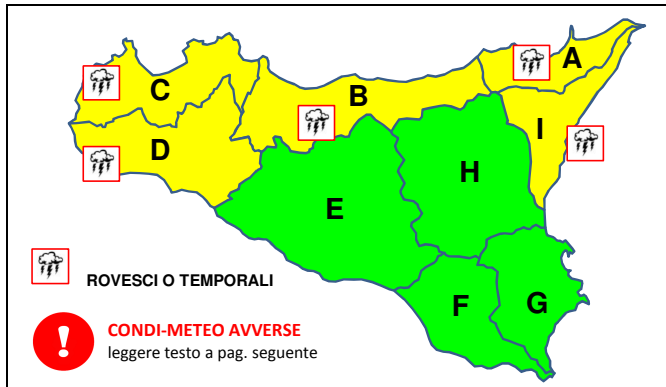 A
C
B
I
D
H
E
F
G
ROVESCI O TEMPORALI
! CONDI-METEO AVVERSE
leggere testo a pag. seguente